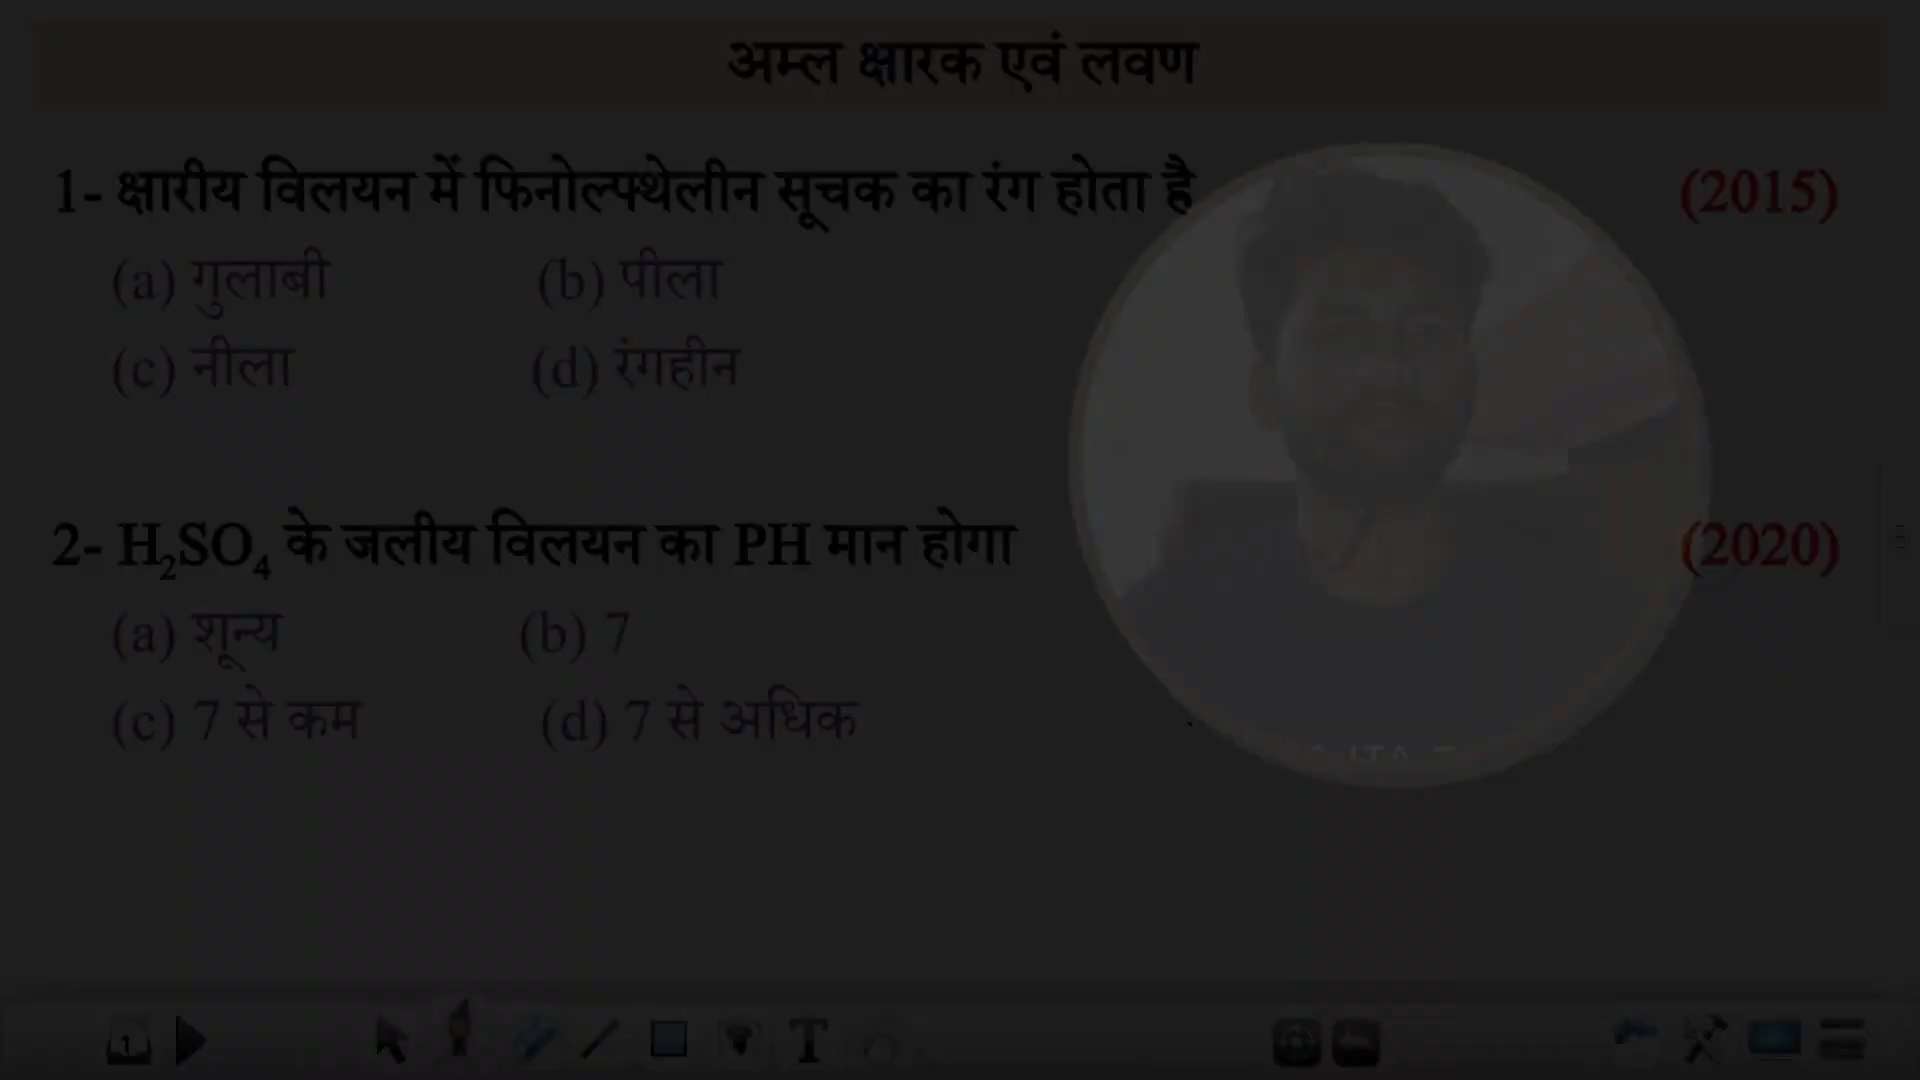 अम्ल क्षारक एवं लवण
1- क्षारीय विलयन में फिनोल्फ्थेलीन सूचक का रंग होता है (2015)
(a) गुलाबी (b) पीला
(c) नीला (d) रंगहीन
2- H₂SO₄ के जलीय विलयन का PH मान होगा (2020)
(a) शून्य (b) 7
(c) 7 से कम (d) 7 से अधिक
1 T